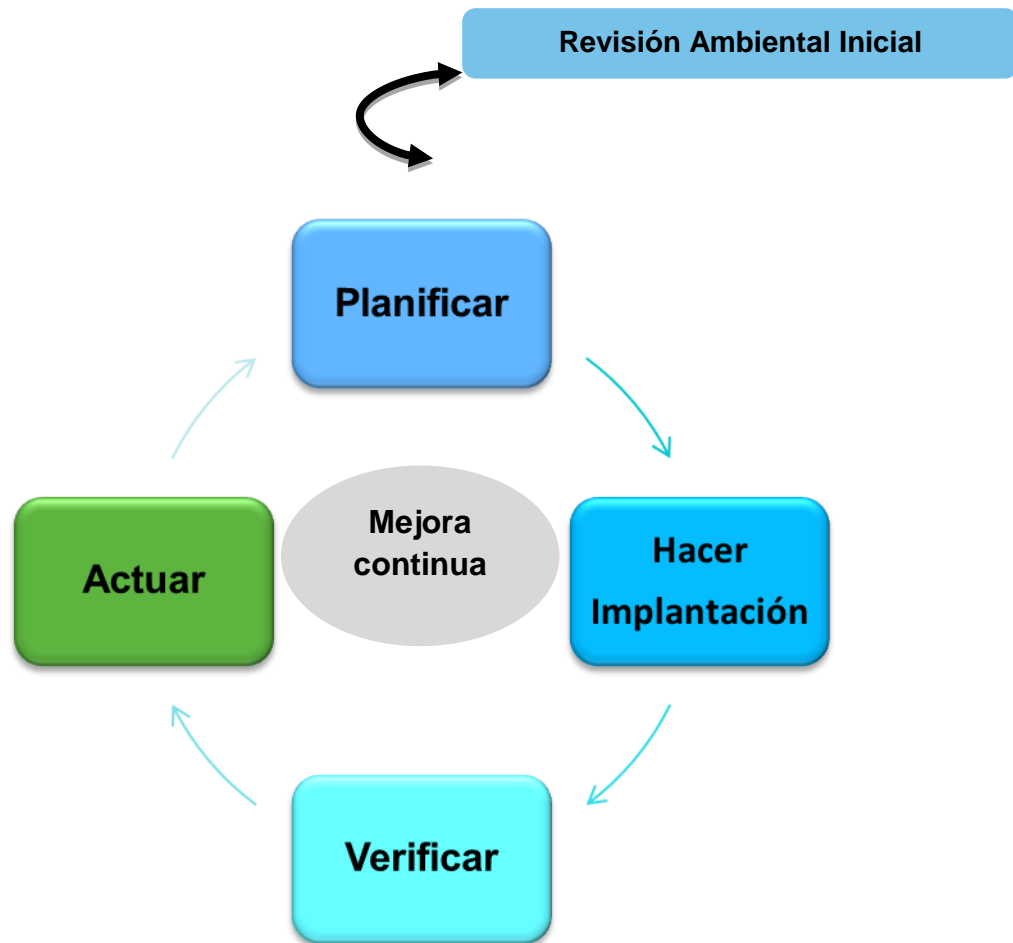 Revisión Ambiental Inicial
Planificar
Mejora
continua
Hacer
Implantación
Actuar
Verificar